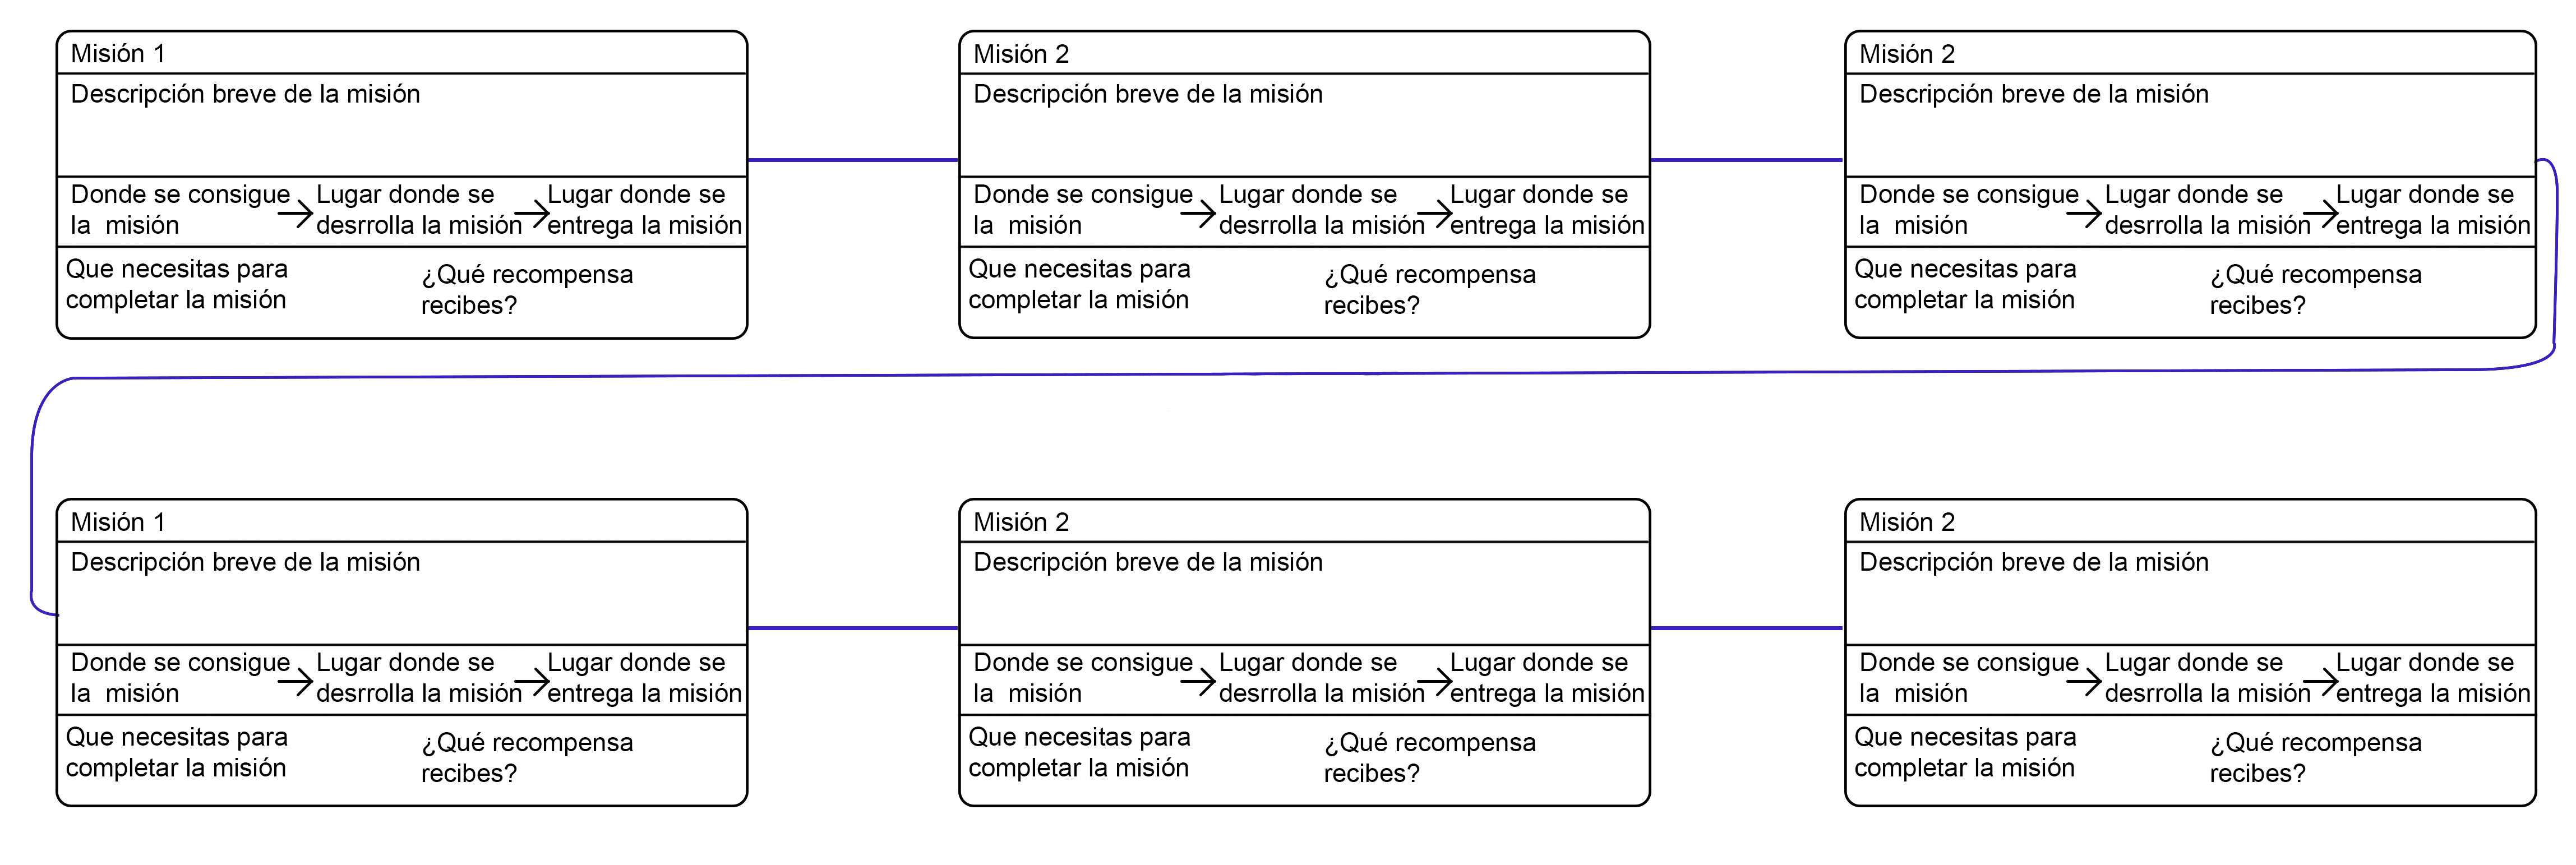 Misión 1
Descripción breve de la misión
Donde se consigue
la misión
Lugar donde se
desrrolla la misión
Lugar donde se
entrega la misión
Que necesitas para
completar la misión
¿Qué recompensa
recibes?
Misión 2
Descripción breve de la misión
Donde se consigue
la misión
Lugar donde se
desrrolla la misión
Lugar donde se
entrega la misión
Que necesitas para
completar la misión
¿Qué recompensa
recibes?
Misión 2
Descripción breve de la misión
Donde se consigue
la misión
Lugar donde se
desrrolla la misión
Lugar donde se
entrega la misión
Que necesitas para
completar la misión
¿Qué recompensa
recibes?
Misión 1
Descripción breve de la misión
Donde se consigue
la misión
Lugar donde se
desrrolla la misión
Lugar donde se
entrega la misión
Que necesitas para
completar la misión
¿Qué recompensa
recibes?
Misión 2
Descripción breve de la misión
Donde se consigue
la misión
Lugar donde se
desrrolla la misión
Lugar donde se
entrega la misión
Que necesitas para
completar la misión
¿Qué recompensa
recibes?
Misión 2
Descripción breve de la misión
Donde se consigue
la misión
Lugar donde se
desrrolla la misión
Lugar donde se
entrega la misión
Que necesitas para
completar la misión
¿Qué recompensa
recibes?